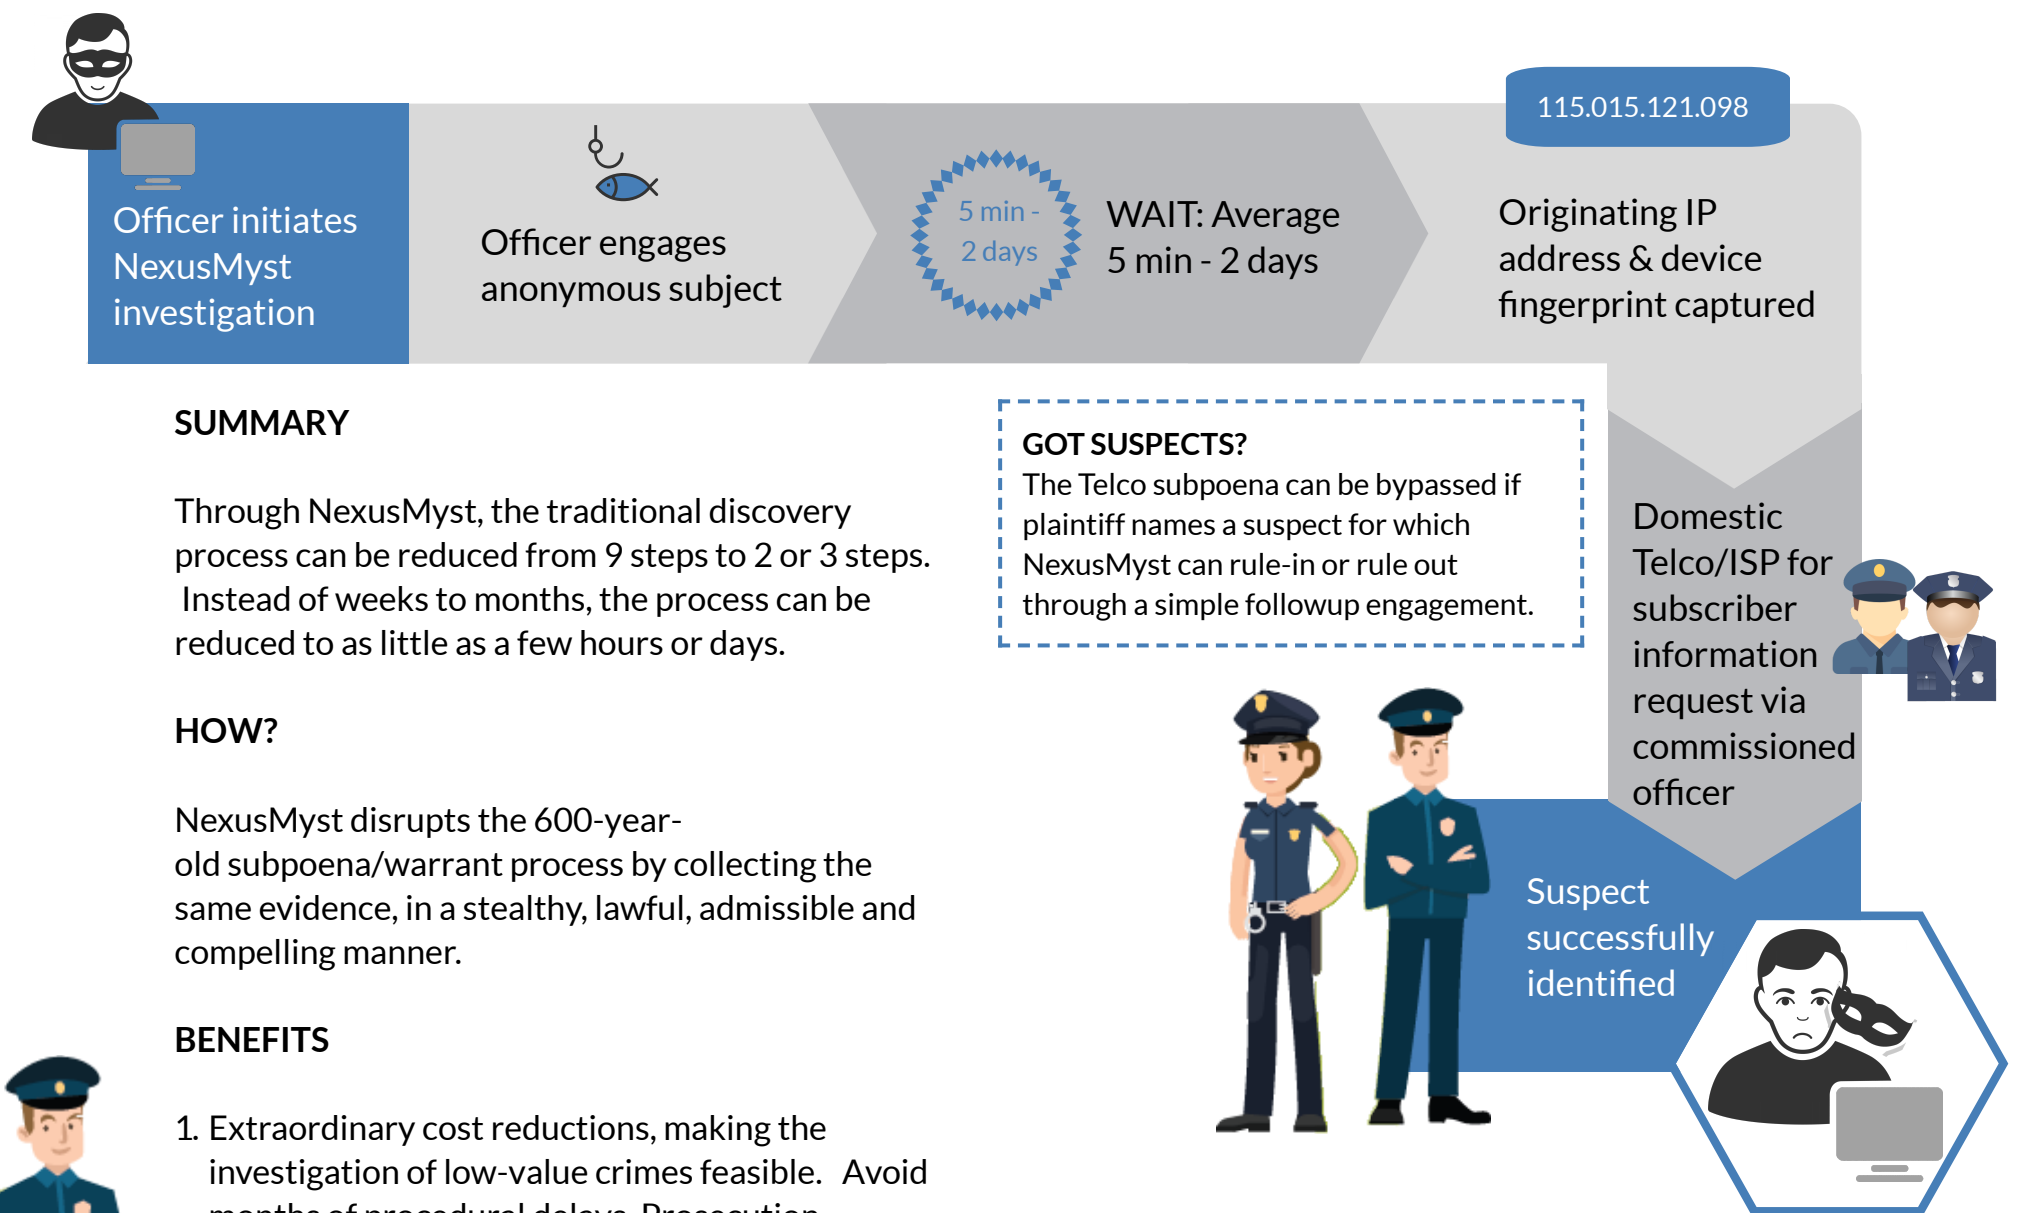 115.015.121.098
Officer initiates
NexusMyst
investigation
Officer engages
anonymous subject
5 min -
2 days
WAIT: Average
5 min - 2 days
Originating IP
address & device
fingerprint captured
SUMMARY
Through NexusMyst, the traditional discovery
process can be reduced from 9 steps to 2 or 3 steps.
Instead of weeks to months, the process can be
reduced to as little as a few hours or days.
HOW?
NexusMyst disrupts the 600-year-
old subpoena/warrant process by collecting the
same evidence, in a stealthy, lawful, admissible and
compelling manner.
BENEFITS
1. Extraordinary cost reductions, making the
investigation of low-value crimes feasible.   Avoid
months of procedural delays. Prosecution
GOT SUSPECTS?
The Telco subpoena can be bypassed if
plaintiff names a suspect for which
NexusMyst can rule-in or rule out
through a simple followup engagement.
Domestic
Telco/ISP for
subscriber
information
request via
commissioned
officer
Suspect
successfully
identified